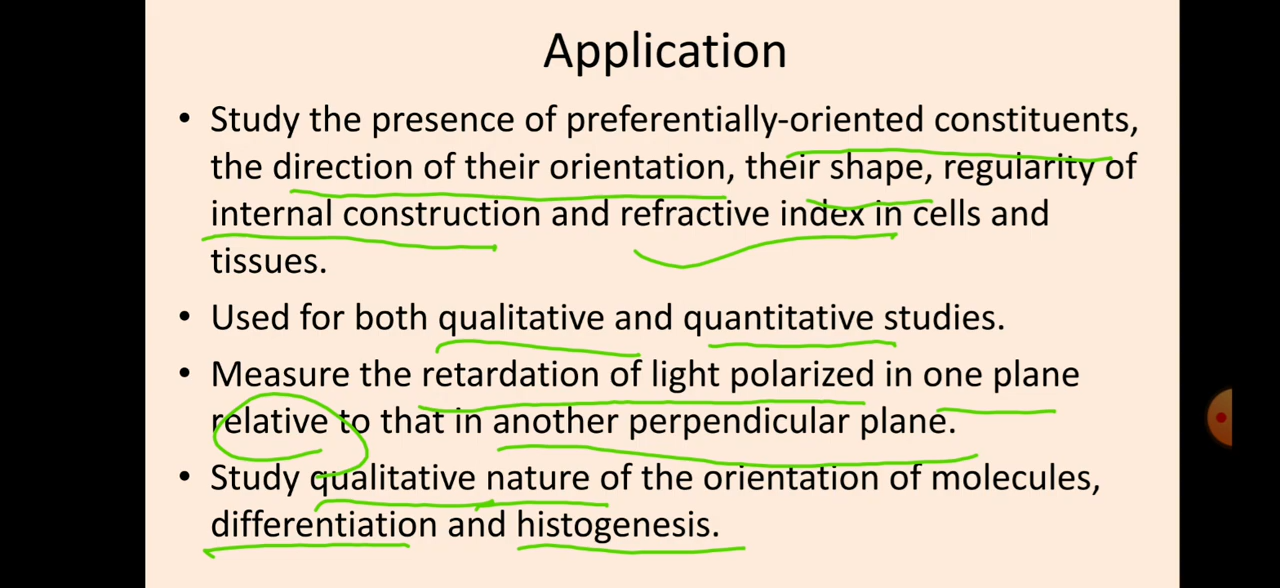 Application
• Study the presence of preferentially-oriented constituents,
the direction of their orientation, their shape, regularity of
internal construction and refractive index in cells and
tissues.
• Used for both qualitative and quantitative studies.
• Measure the retardation of light polarized in one plane
relative to that in another perpendicular plane.
• Study qualitative nature of the orientation of molecules,
differentiation and histogenesis.